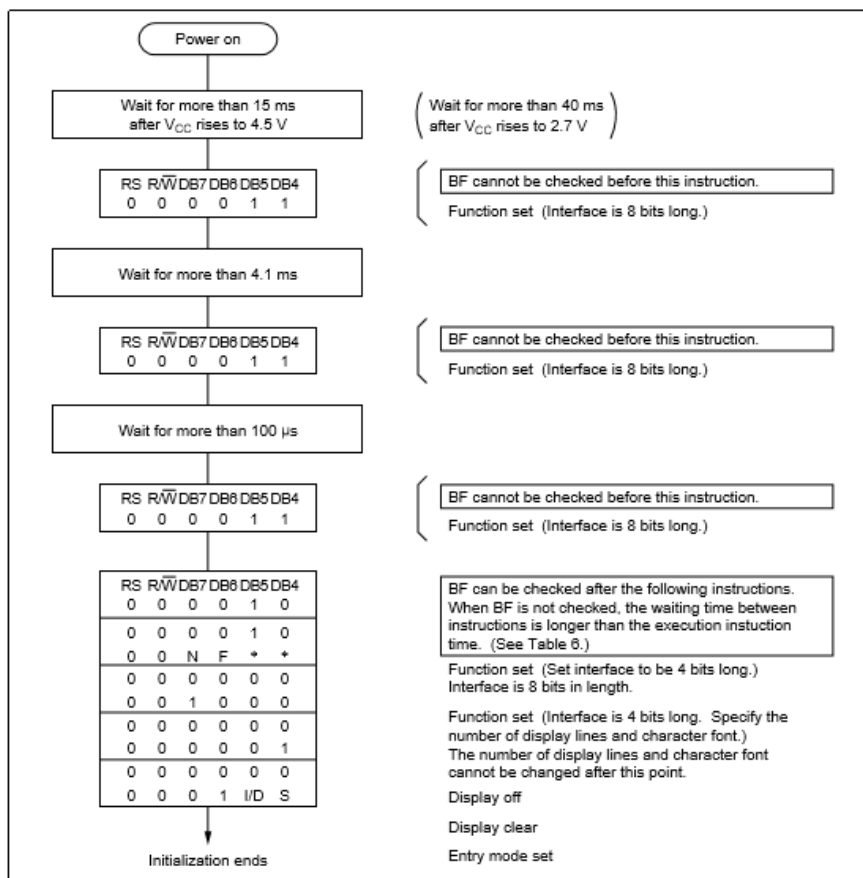 Power on
Wait for more than 15 ms
after VCC rises to 4.5 V
Wait for more than 40 ms
after VCC rises to 2.7 V
RS R/W̅ DB7 DB6 DB5 DB4
0 0 0 0 1 1
BF cannot be checked before this instruction.
Function set (Interface is 8 bits long.)
Wait for more than 4.1 ms
RS R/W̅ DB7 DB6 DB5 DB4
0 0 0 0 1 1
BF cannot be checked before this instruction.
Function set (Interface is 8 bits long.)
Wait for more than 100 µs
RS R/W̅ DB7 DB6 DB5 DB4
0 0 0 0 1 1
BF cannot be checked before this instruction.
Function set (Interface is 8 bits long.)
RS R/W̅ DB7 DB6 DB5 DB4
0 0 0 0 1 0
0 0 0 0 1 0
0 0 N F * *
0 0 0 0 0 0
0 0 1 0 0 0
0 0 0 0 0 0
0 0 0 0 0 1
0 0 0 0 0 0
0 0 0 1 I/D S
Initialization ends
BF can be checked after the following instructions.
When BF is not checked, the waiting time between
instructions is longer than the execution instuction
time. (See Table 6.)
Function set (Set interface to be 4 bits long.)
Interface is 8 bits in length.
Function set (Interface is 4 bits long. Specify the
number of display lines and character font.)
The number of display lines and character font
cannot be changed after this point.
Display off
Display clear
Entry mode set